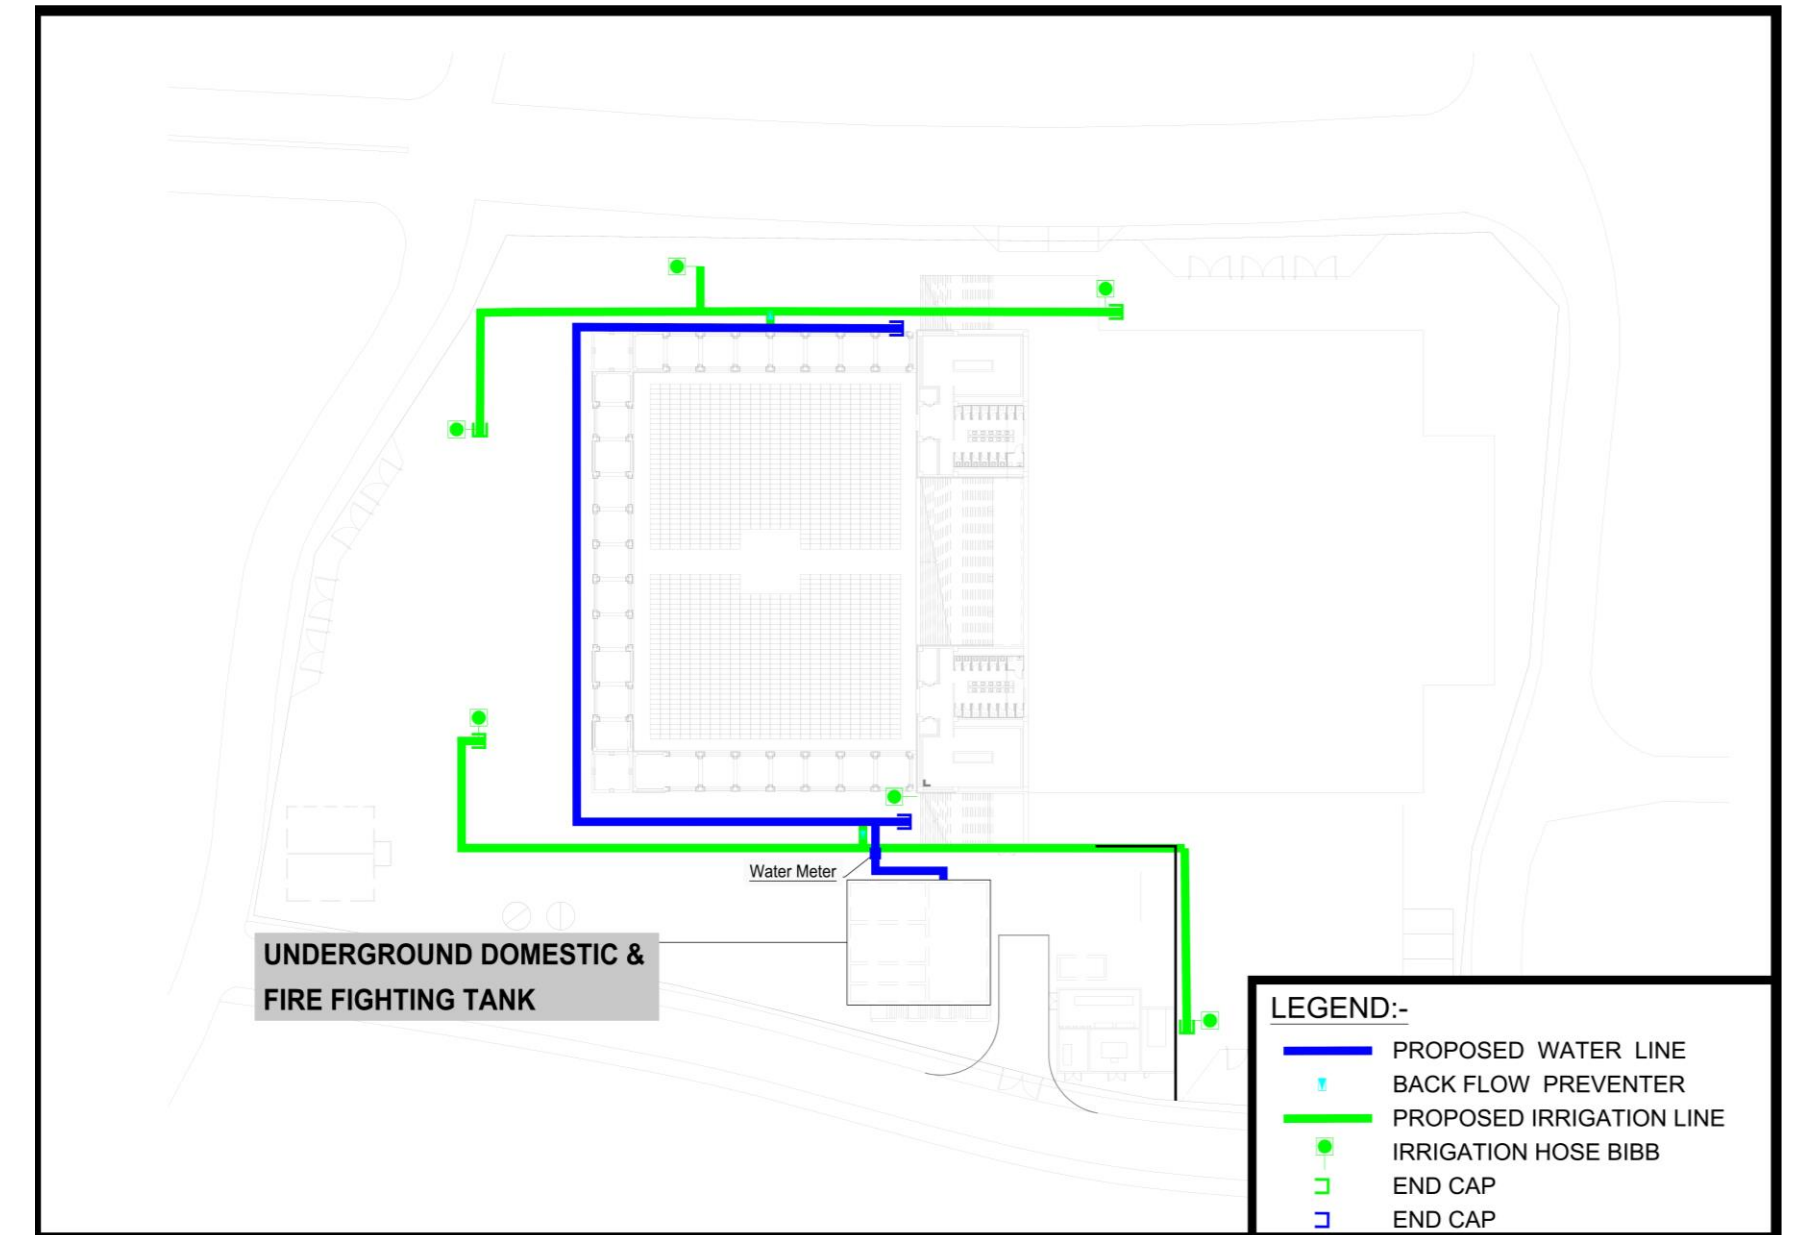 Water Meter
UNDERGROUND DOMESTIC &
FIRE FIGHTING TANK
LEGEND:-
PROPOSED WATER LINE
BACK FLOW PREVENTER
PROPOSED IRRIGATION LINE
IRRIGATION HOSE BIBB
END CAP
END CAP